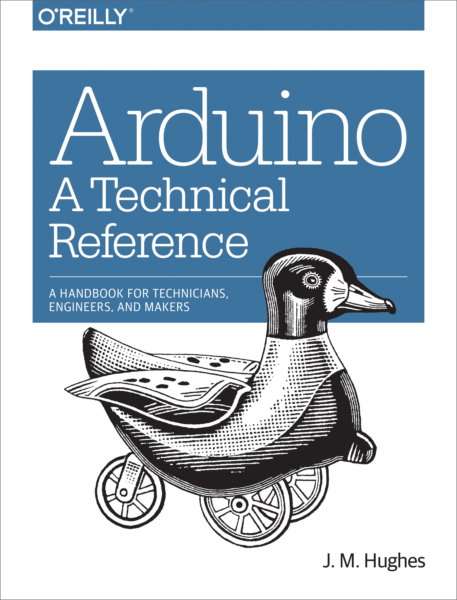 O'REILLY®
Arduino
A Technical
Reference
A HANDBOOK FOR TECHNICIANS,
ENGINEERS, AND MAKERS
J. M. Hughes